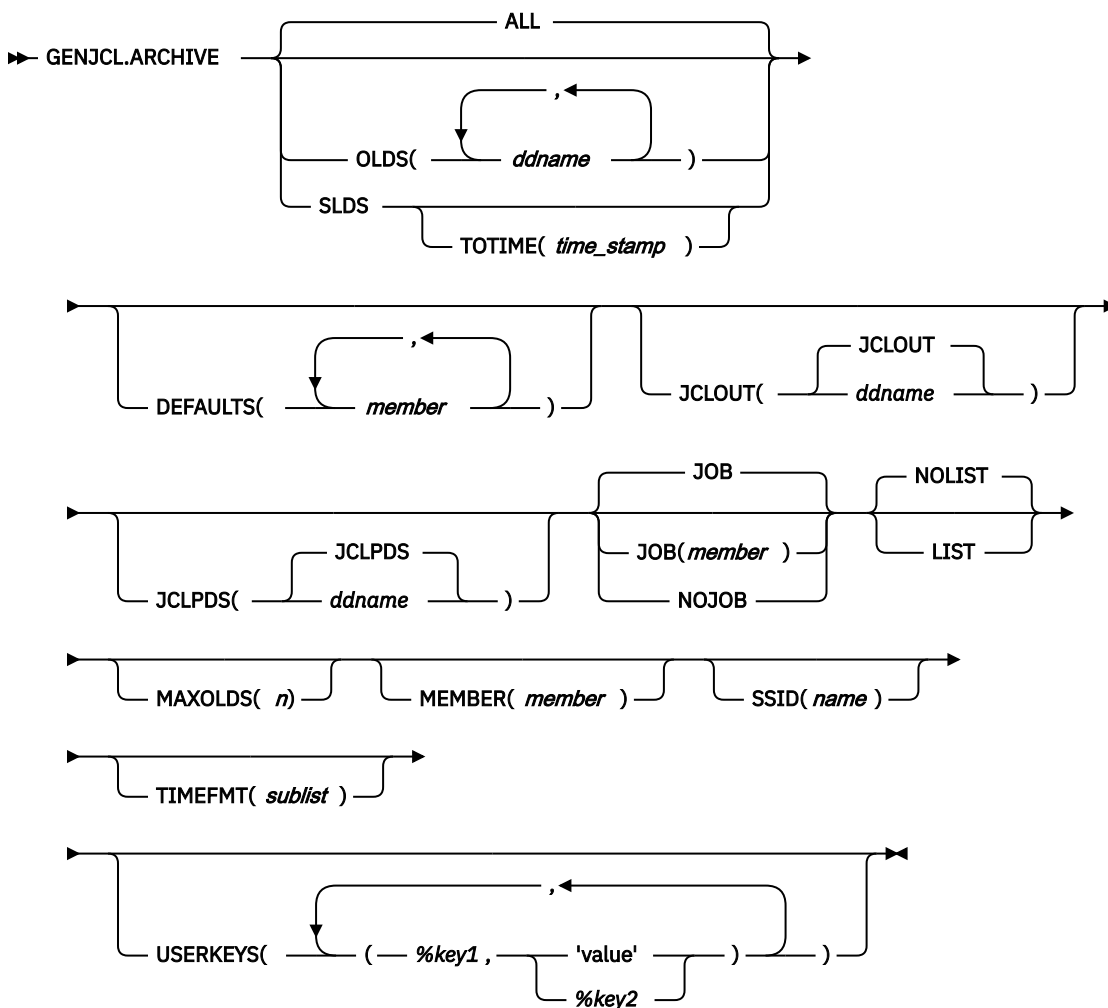 ALL
GENJCL.ARCHIVE
,
OLDS( ddname )
SLDS
TOTIME( time_stamp )
, JCLOUT
DEFAULTS( member ) JCLOUT( ddname )
JOB NOLIST
JCLPDS JOB(member ) LIST
JCLPDS( ddname ) NOJOB
MAXOLDS( n) MEMBER( member ) SSID( name )
TIMEFMT( sublist )
,
USERKEYS( ( %key1 , 'value' ) )
%key2